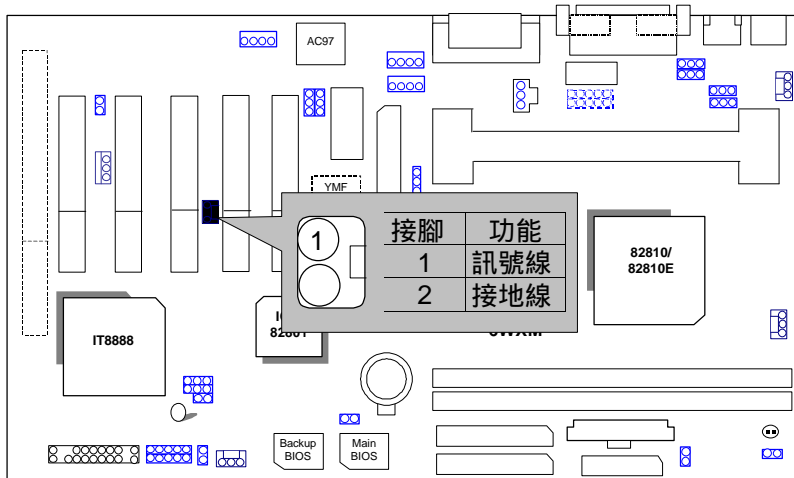 AC97
YMF
1
接腳 功能
1 訊號線
2 接地線
82810/
82810E
IT8888
Backup
BIOS
Main
BIOS